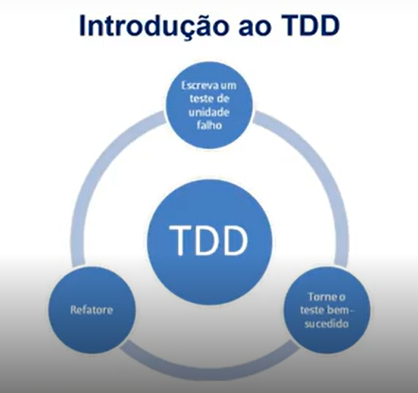 Introdução ao TDD
Escreva um
teste de
unidade
falho
TDD
Refatore
Torne o
teste bem-
sucedido